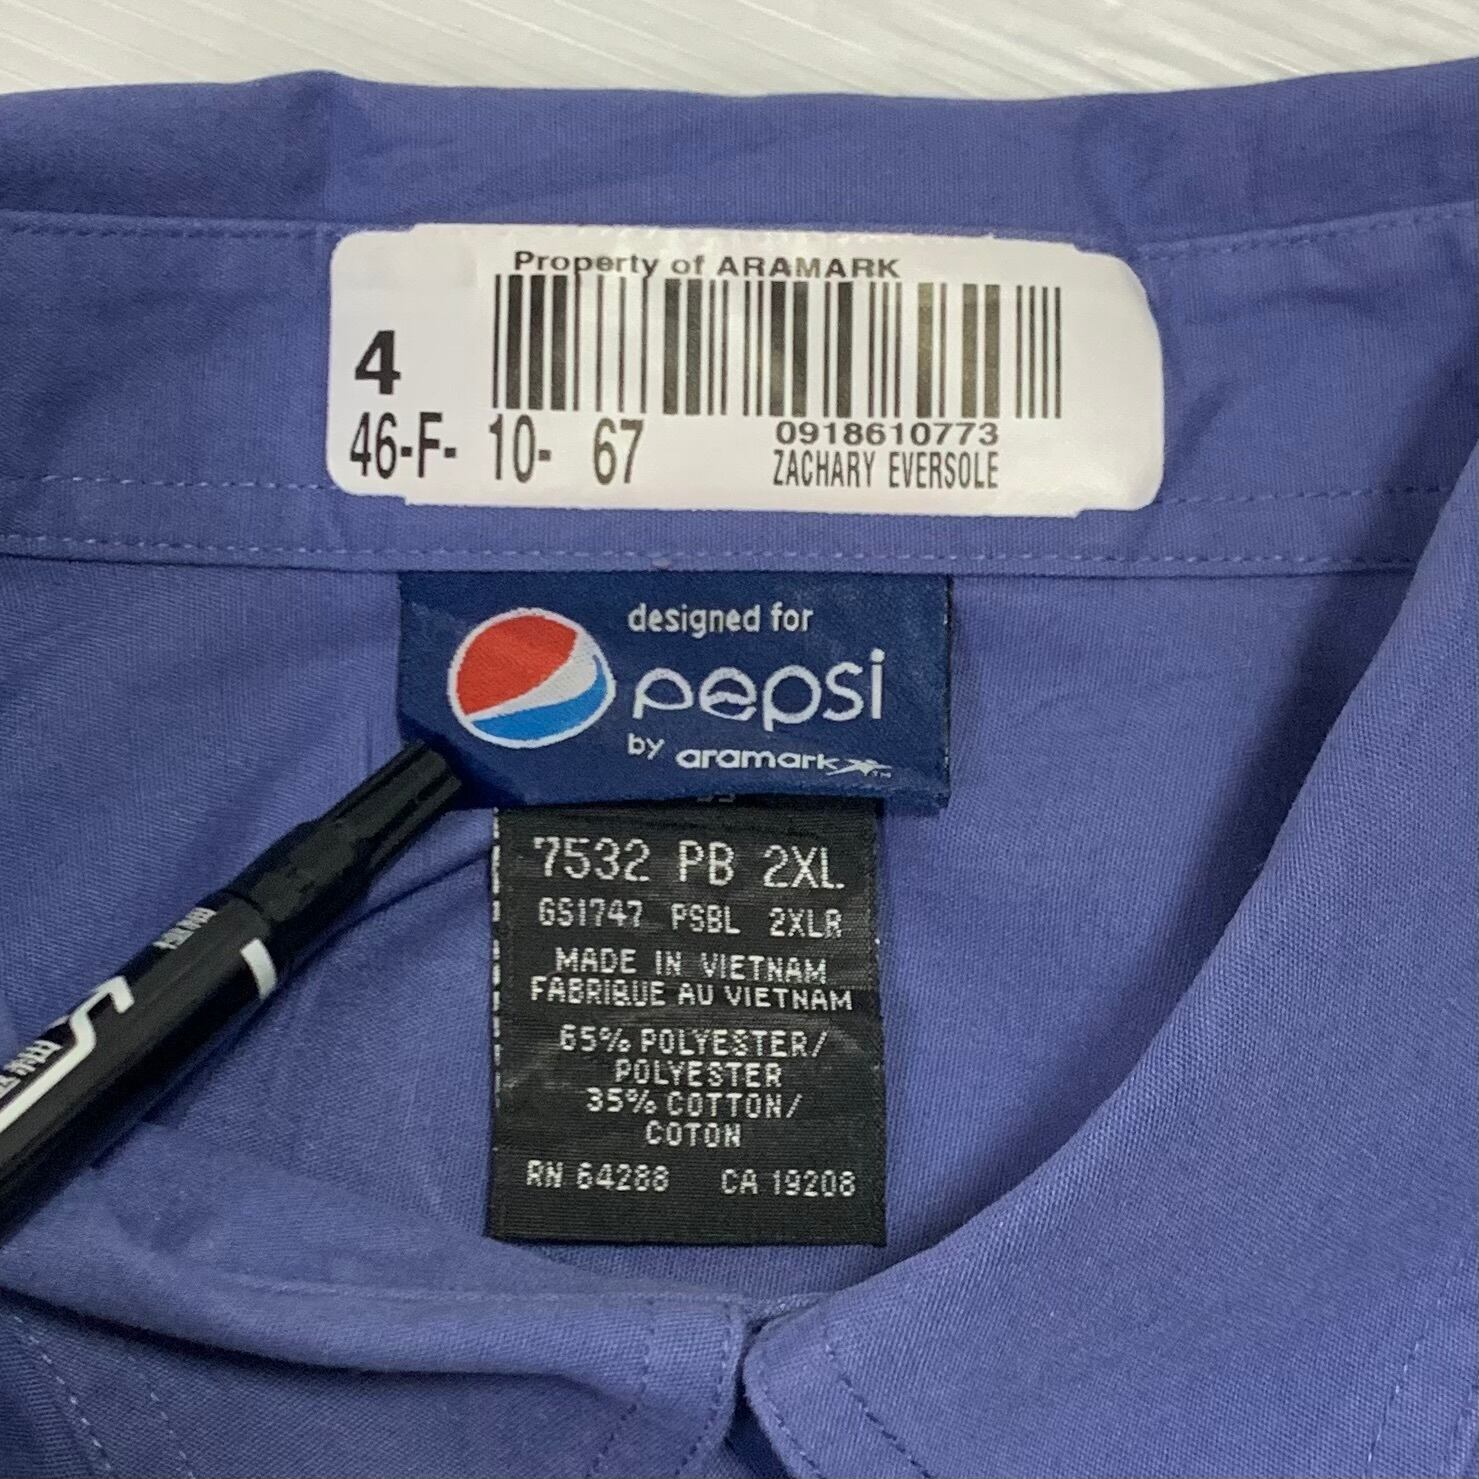 Property of ARAMARK
4
46-F- 10- 67
0918610773
ZACHARY EVERSOLE
designed for
pepsi
by aramark™
7532 PB 2XL
GS1747 PSBL 2XLR
MADE IN VIETNAM
FABRIQUE AU VIETNAM
65% POLYESTER/
POLYESTER
35% COTTON/
COTON
RN 64288 CA 19208